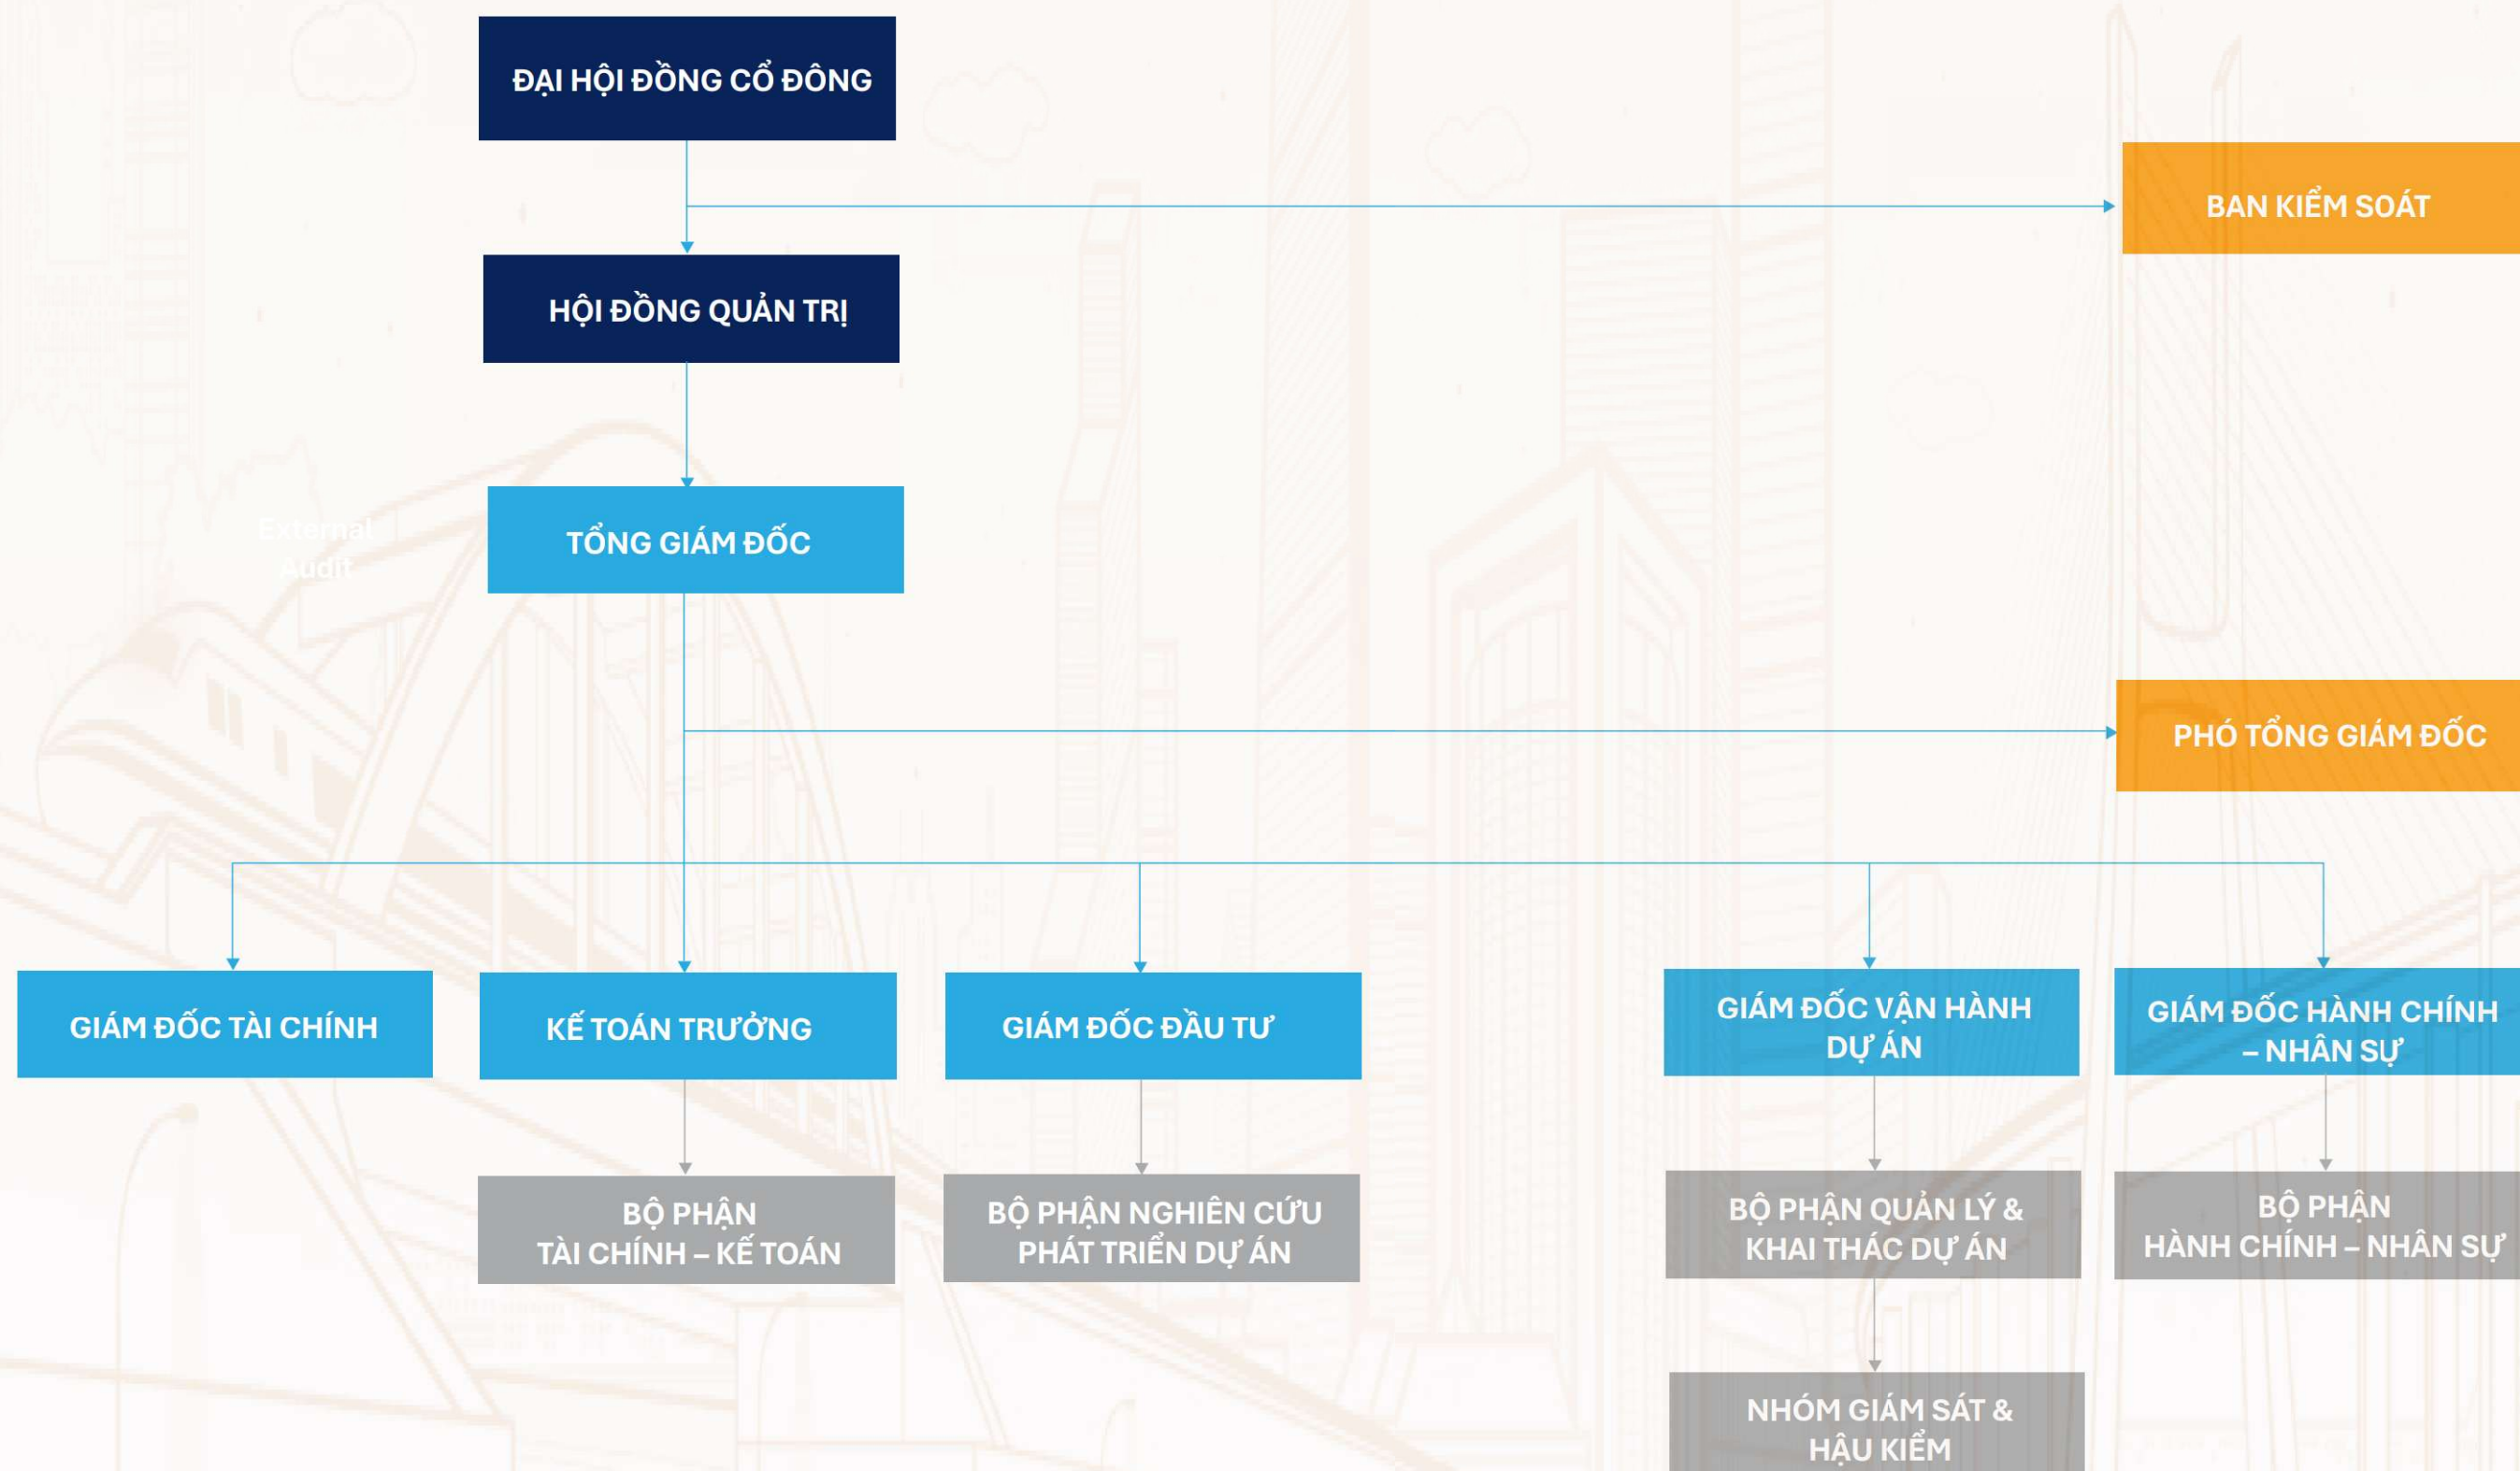 ĐẠI HỘI ĐỒNG CỔ ĐÔNG
BAN KIỂM SOÁT
HỘI ĐỒNG QUẢN TRỊ
External
Audit
TỔNG GIÁM ĐỐC
PHÓ TỔNG GIÁM ĐỐC
GIÁM ĐỐC TÀI CHÍNH
KẾ TOÁN TRƯỞNG
GIÁM ĐỐC ĐẦU TƯ
GIÁM ĐỐC VẬN HÀNH
DỰ ÁN
GIÁM ĐỐC HÀNH CHÍNH
– NHÂN SỰ
BỘ PHẬN
TÀI CHÍNH – KẾ TOÁN
BỘ PHẬN NGHIÊN CỨU
PHÁT TRIỂN DỰ ÁN
BỘ PHẬN QUẢN LÝ &
KHAI THÁC DỰ ÁN
BỘ PHẬN
HÀNH CHÍNH – NHÂN SỰ
NHÓM GIÁM SÁT &
HẬU KIỂM